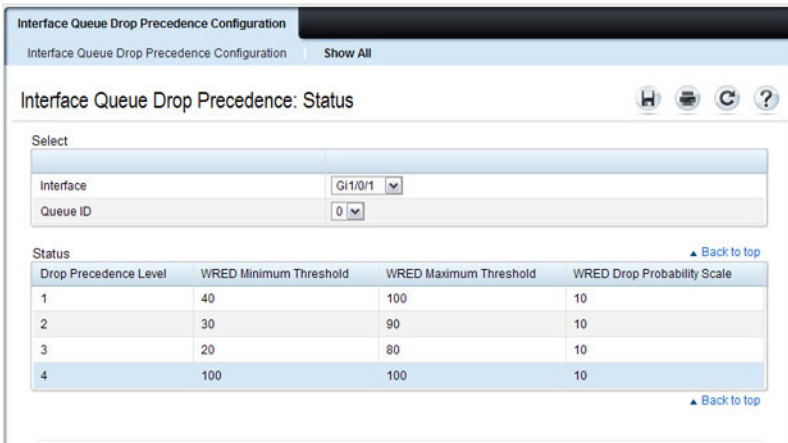 Interface Queue Drop Precedence Configuration
Interface Queue Drop Precedence Configuration Show All
Interface Queue Drop Precedence: Status
Select
Interface Gi1/0/1
Queue ID 0
Status Back to top
Drop Precedence Level WRED Minimum Threshold WRED Maximum Threshold WRED Drop Probability Scale
1 40 100 10
2 30 90 10
3 20 80 10
4 100 100 10
Back to top